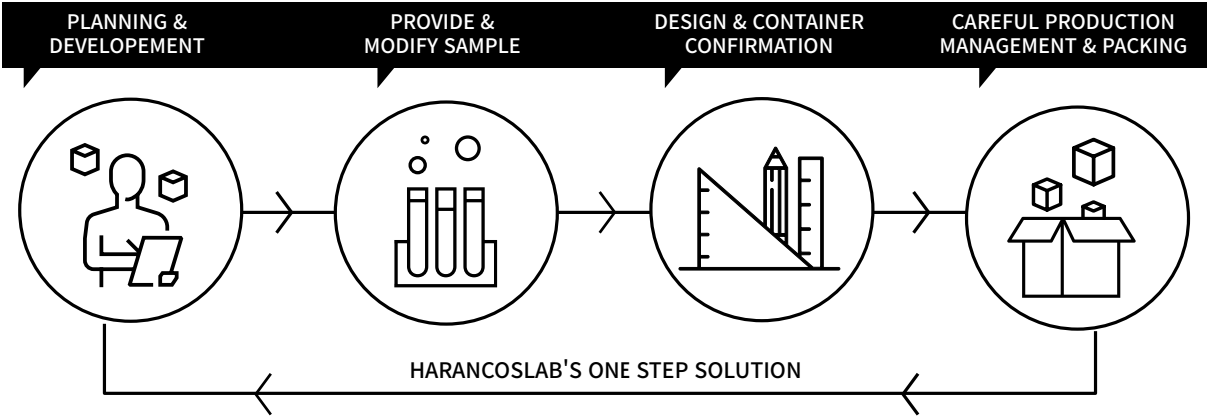 PLANNING &
DEVELOPEMENT
PROVIDE &
MODIFY SAMPLE
DESIGN & CONTAINER
CONFIRMATION
CAREFUL PRODUCTION
MANAGEMENT & PACKING
HARANCOSLAB'S ONE STEP SOLUTION